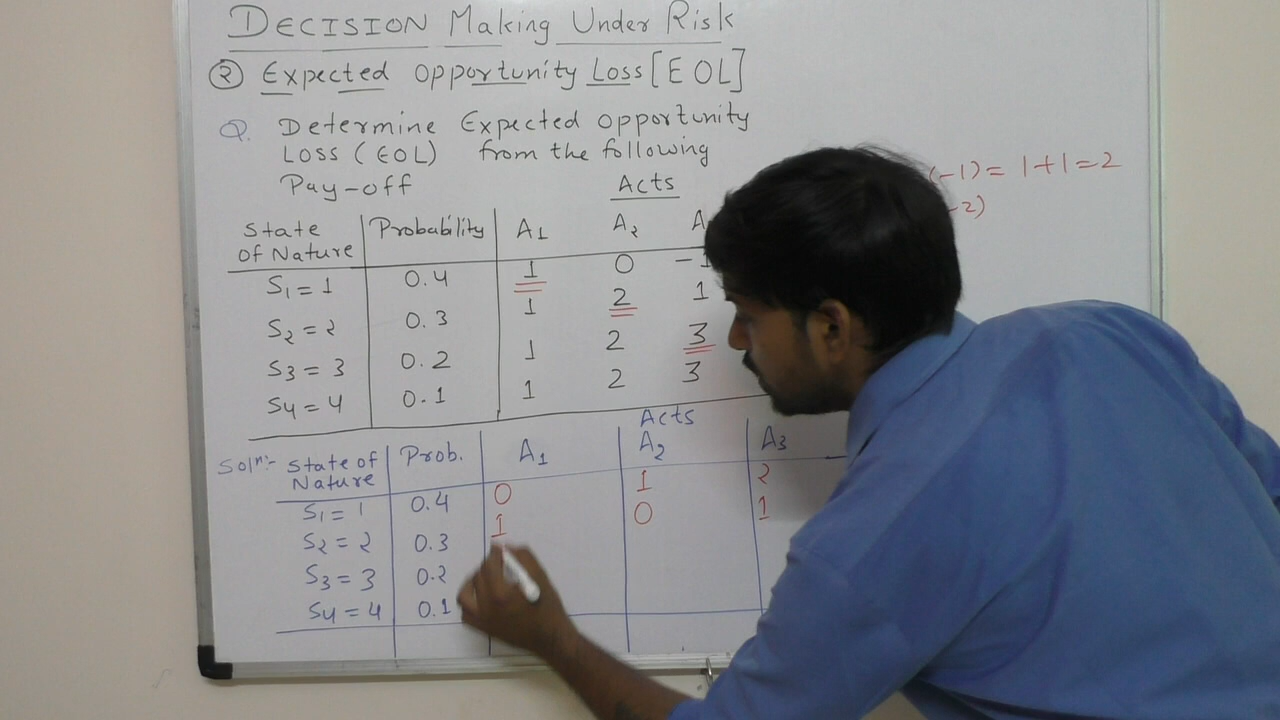 DECISION Making Under Risk
② Expected Opportunity Loss [EOL]
Q. Determine Expected opportunity
Loss (EOL) from the following
Pay-off
Acts
State of Nature Probability A1 A2
S1 = 1 0.4 1 0 -1
S2 = 2 0.3 1 2 1
S3 = 3 0.2 1 2 3
S4 = 4 0.1 1 2 3
(-1) = 1+1=2
-2)
Acts
Soln:- State of Nature Prob. A1 A2 A3
S1 = 1 0.4 0 1 2
S2 = 2 0.3 1 0 1
S3 = 3 0.2
S4 = 4 0.1